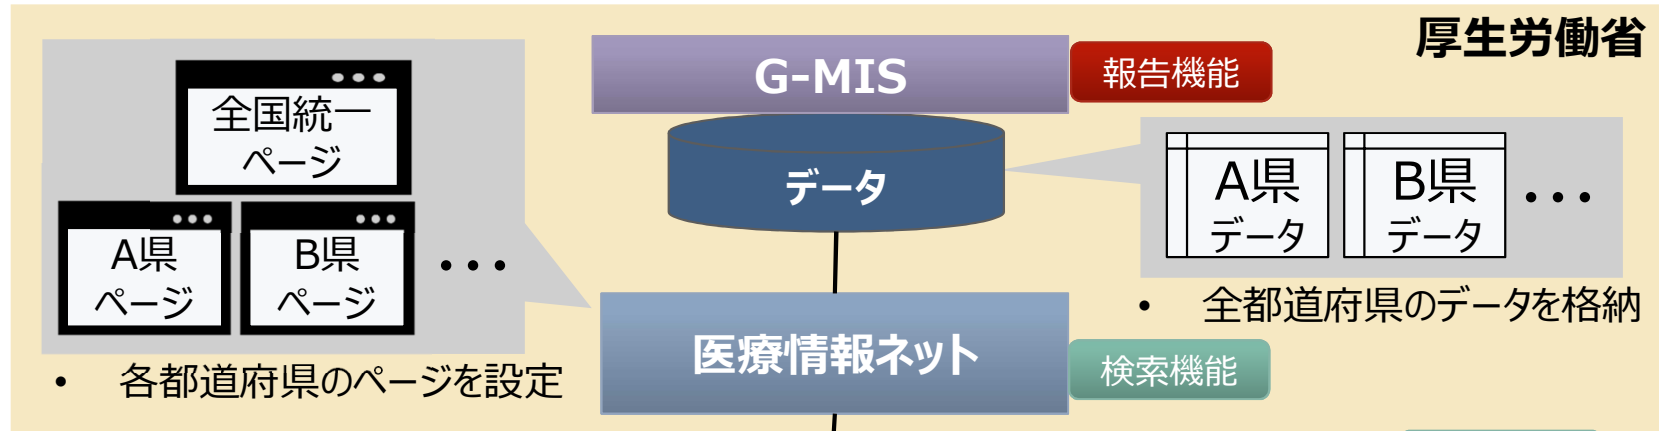 厚生労働省
G-MIS
報告機能
全国統一
ページ
A県
ページ
B県
ページ
・・・
データ
A県
データ
B県
データ
・・・
• 全都道府県のデータを格納
医療情報ネット
検索機能
• 各都道府県のページを設定